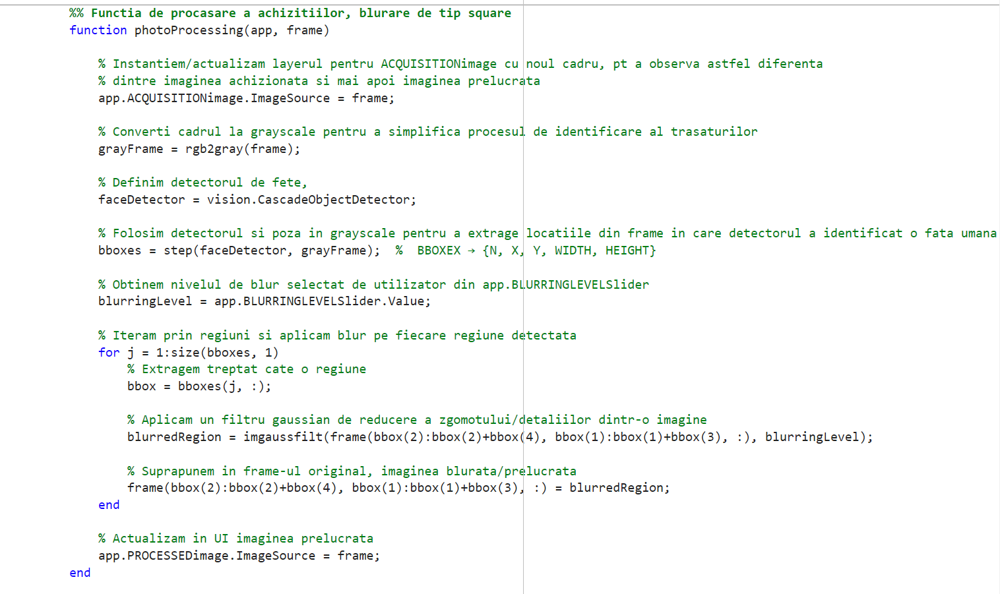 %% Functia de procasare a achizitiilor, blurare de tip square
function photoProcessing(app, frame)
% Instantiem/actualizam layerul pentru ACQUISITIONimage cu noul cadru, pt a observa astfel diferenta
% dintre imaginea achizionata si mai apoi imaginea prelucrata
app.ACQUISITIONimage.ImageSource = frame;
% Converti cadrul la grayscale pentru a simplifica procesul de identificare al trasaturilor
grayFrame = rgb2gray(frame);
% Definim detectorul de fete,
faceDetector = vision.CascadeObjectDetector;
% Folosim detectorul si poza in grayscale pentru a extrage locatiile din frame in care detectorul a identificat o fata umana
bboxes = step(faceDetector, grayFrame);  %  BBOXEX → {N, X, Y, WIDTH, HEIGHT}
% Obtinem nivelul de blur selectat de utilizator din app.BLURRINGLEVELSlider
blurringLevel = app.BLURRINGLEVELSlider.Value;
% Iteram prin regiuni si aplicam blur pe fiecare regiune detectata
for j = 1:size(bboxes, 1)
% Extragem treptat cate o regiune
bbox = bboxes(j, :);
% Aplicam un filtru gaussian de reducere a zgomotului/detaliilor dintr-o imagine
blurredRegion = imgaussfilt(frame(bbox(2):bbox(2)+bbox(4), bbox(1):bbox(1)+bbox(3), :), blurringLevel);
% Suprapunem in frame-ul original, imaginea blurata/prelucrata
frame(bbox(2):bbox(2)+bbox(4), bbox(1):bbox(1)+bbox(3), :) = blurredRegion;
end
% Actualizam in UI imaginea prelucrata
app.PROCESSEDimage.ImageSource = frame;
end